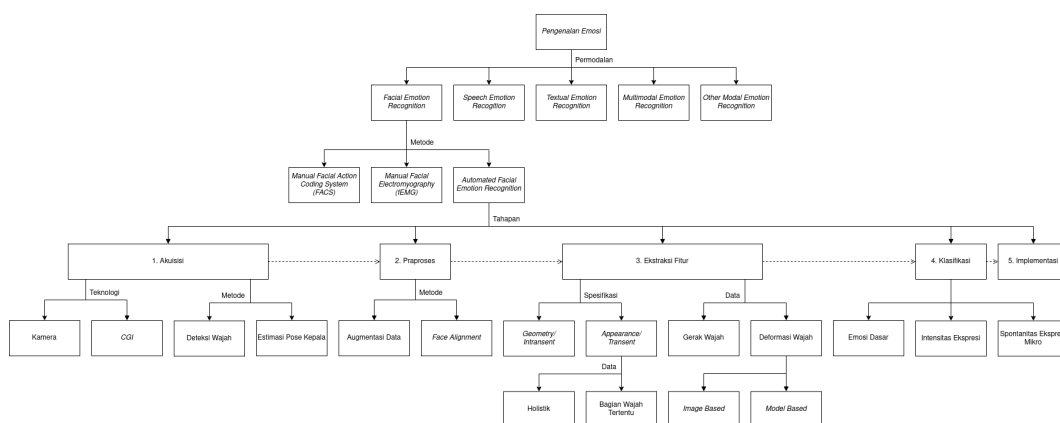 Pengenalan Emosi
Permodalan
Facial Emotion
Recognition
Speech Emotion
Recogition
Textual Emotion
Recognition
Multimodal Emotion
Recognition
Other Modal Emotion
Recognition
Metode
Manual Facial Action
Coding System
(FACS)
Manual Facial
Electromyography
(fEMG)
Automated Facial
Emotion Recognition
Tahapan
1. Akuisisi
2. Praproses
3. Ekstraksi Fitur
4. Klasifikasi
5. Implementasi
Teknologi
Metode
Metode
Spesifikasi
Data
Kamera
CGI
Deteksi Wajah
Estimasi Pose Kepala
Augmentasi Data
Face Alignment
Geometry/
Intransent
Appearance/
Transent
Gerak Wajah
Deformasi Wajah
Emosi Dasar
Intensitas Ekspresi
Spontanitas Ekspresi
Mikro
Data
Holistik
Bagian Wajah
Tertentu
Image Based
Model Based